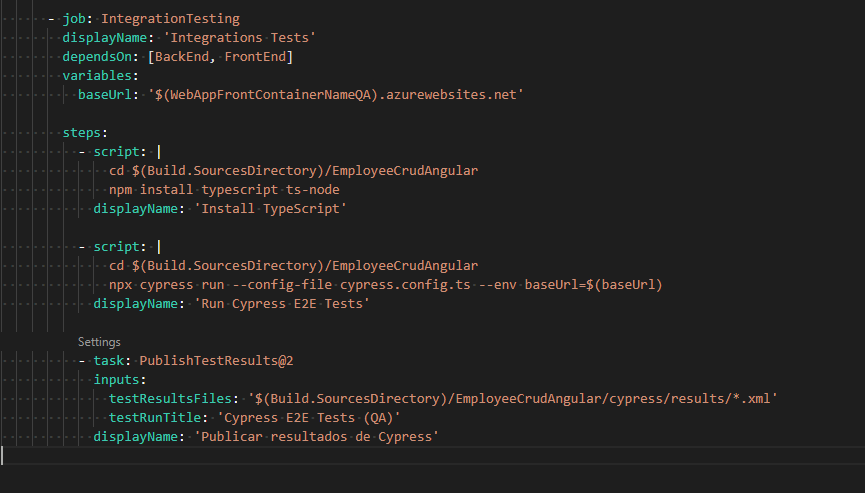 - job: IntegrationTesting
displayName: 'Integrations Tests'
dependsOn: [BackEnd, FrontEnd]
variables:
baseUrl: '$(WebAppFrontContainerNameQA).azurewebsites.net'
steps:
- script: |
cd $(Build.SourcesDirectory)/EmployeeCrudAngular
npm install typescript ts-node
displayName: 'Install TypeScript'
- script: |
cd $(Build.SourcesDirectory)/EmployeeCrudAngular
npx cypress run --config-file cypress.config.ts --env baseUrl=$(baseUrl)
displayName: 'Run Cypress E2E Tests'
Settings
- task: PublishTestResults@2
inputs:
testResultsFiles: '$(Build.SourcesDirectory)/EmployeeCrudAngular/cypress/results/*.xml'
testRunTitle: 'Cypress E2E Tests (QA)'
displayName: 'Publicar resultados de Cypress'